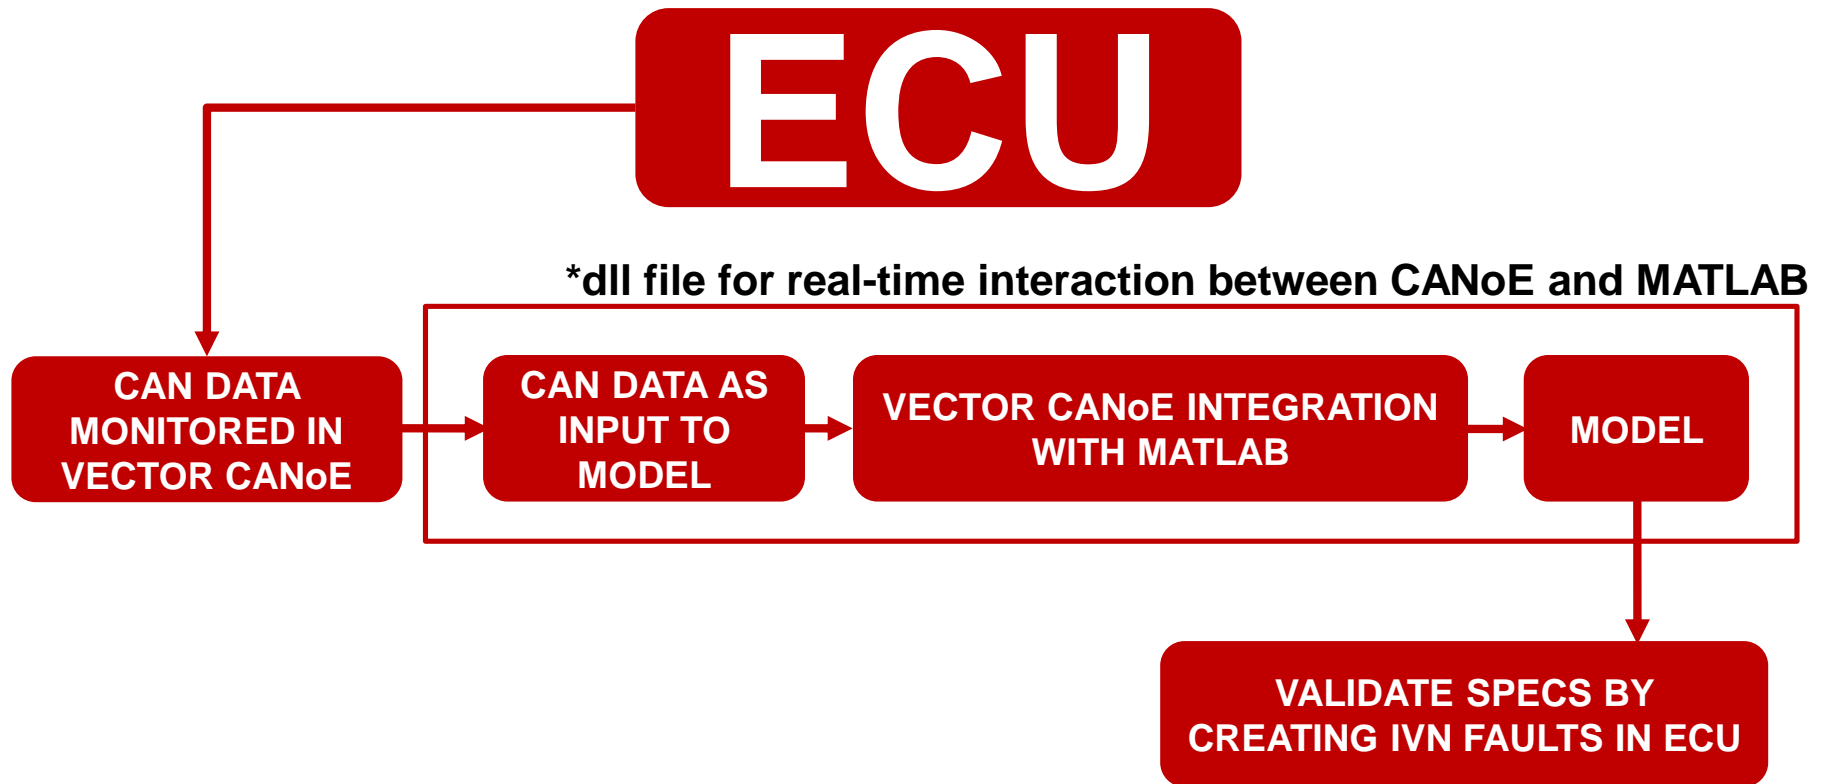 ECU
*dll file for real-time interaction between CANoE and MATLAB
CAN DATA
MONITORED IN
VECTOR CANoE
CAN DATA AS
INPUT TO
MODEL
VECTOR CANoE INTEGRATION
WITH MATLAB
MODEL
VALIDATE SPECS BY
CREATING IVN FAULTS IN ECU